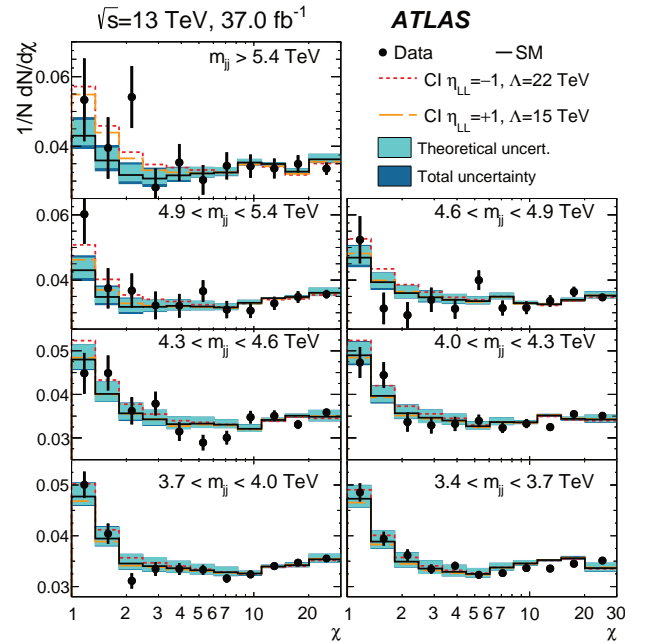 √s=13 TeV, 37.0 fb⁻¹
ATLAS
1/N dN/dχ
m_jj > 5.4 TeV
0.06
0.04
Data
SM
CI η_LL=−1, Λ=22 TeV
CI η_LL=+1, Λ=15 TeV
Theoretical uncert.
Total uncertainty
4.9 < m_jj < 5.4 TeV
0.06
0.04
4.6 < m_jj < 4.9 TeV
4.3 < m_jj < 4.6 TeV
0.05
0.03
4.0 < m_jj < 4.3 TeV
3.7 < m_jj < 4.0 TeV
0.05
0.03
3.4 < m_jj < 3.7 TeV
1 2 3 4 5 6 7 10 20
1 2 3 4 5 6 7 10 20 30
χ
χ